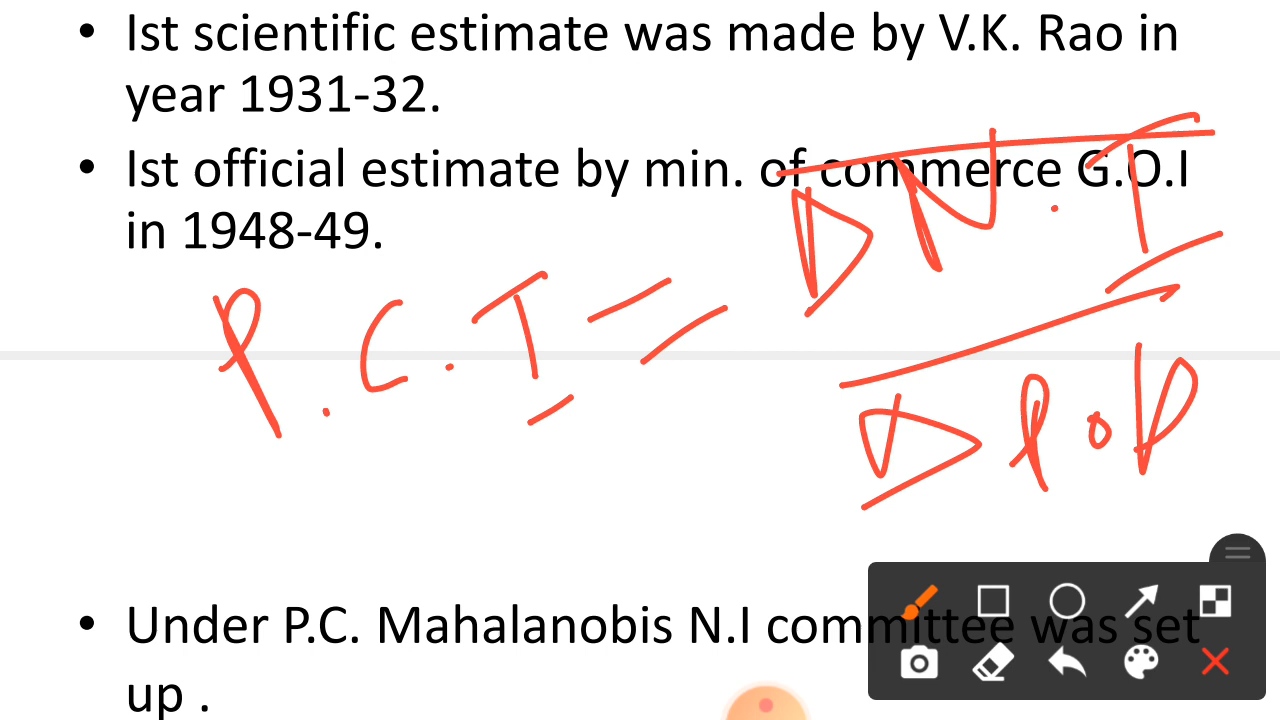 • Ist scientific estimate was made by V.K. Rao in
year 1931-32.
• Ist official estimate by min. of commerce G.O.I
in 1948-49.
P.C.I = D N.I
D Pop
• Under P.C. Mahalanobis N.I committee was set
up .